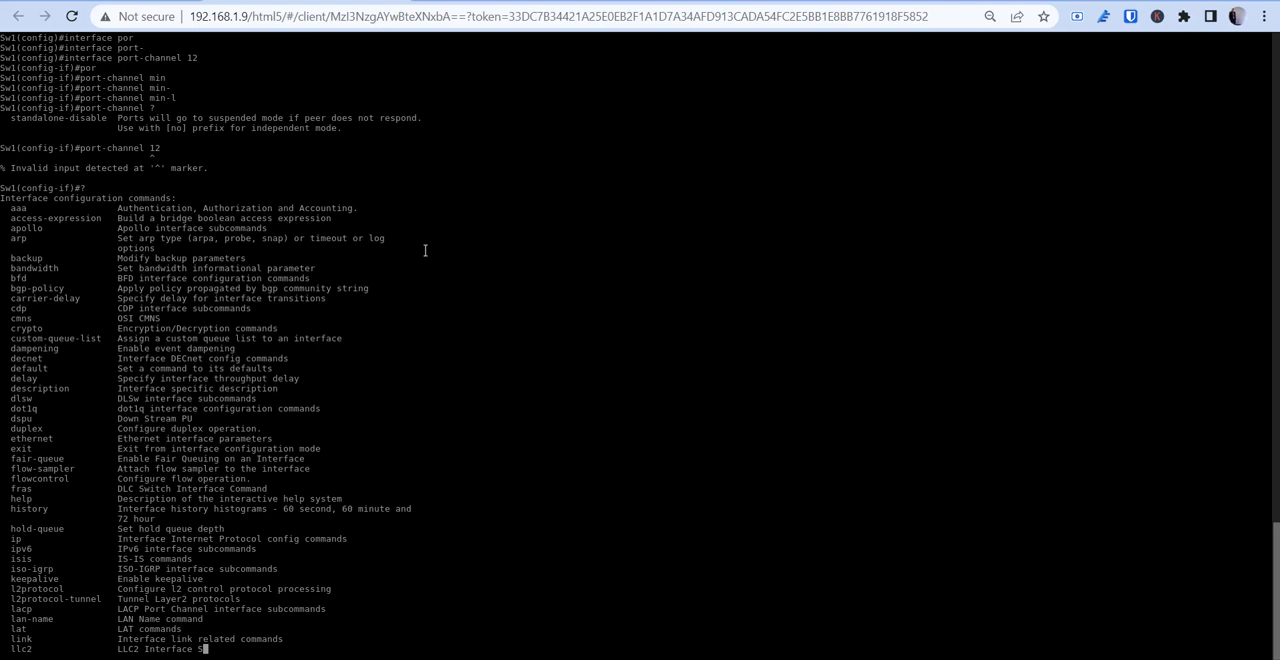 Not secure 192.168.1.9/html5/#/client/MzI3NzgAYwBteXNxbA==?token=33DC7B34421A25E0EB2F1A1D7A34AFD913CADA54FC2E5BB1E8BB7761918F5852
Sw1(config)#interface por
Sw1(config)#interface port-
Sw1(config)#interface port-channel 12
Sw1(config-if)#por
Sw1(config-if)#port-channel min
Sw1(config-if)#port-channel min-
Sw1(config-if)#port-channel min-l
Sw1(config-if)#port-channel ?
standalone-disable Ports will go to suspended mode if peer does not respond.
Use with [no] prefix for independent mode.
Sw1(config-if)#port-channel 12
^
% Invalid input detected at '^' marker.
Sw1(config-if)#?
Interface configuration commands:
aaa Authentication, Authorization and Accounting.
access-expression Build a bridge boolean access expression
apollo Apollo interface subcommands
arp Set arp type (arpa, probe, snap) or timeout or log
options
backup Modify backup parameters
bandwidth Set bandwidth informational parameter
bfd BFD interface configuration commands
bgp-policy Apply policy propagated by bgp community string
carrier-delay Specify delay for interface transitions
cdp CDP interface subcommands
cmns OSI CMNS
crypto Encryption/Decryption commands
custom-queue-list Assign a custom queue list to an interface
dampening Enable event dampening
decnet Interface DECnet config commands
default Set a command to its defaults
delay Specify interface throughput delay
description Interface specific description
dlsw DLSw interface subcommands
dot1q dot1q interface configuration commands
dspu Down Stream PU
duplex Configure duplex operation.
ethernet Ethernet interface parameters
exit Exit from interface configuration mode
fair-queue Enable Fair Queuing on an Interface
flow-sampler Attach flow sampler to the interface
flowcontrol Configure flow operation.
fras DLC Switch Interface Command
help Description of the interactive help system
history Interface history histograms - 60 second, 60 minute and
72 hour
hold-queue Set hold queue depth
ip Interface Internet Protocol config commands
ipv6 IPv6 interface subcommands
isis IS-IS commands
iso-igrp ISO-IGRP interface subcommands
keepalive Enable keepalive
l2protocol Configure l2 control protocol processing
l2protocol-tunnel Tunnel Layer2 protocols
lacp LACP Port Channel interface subcommands
lan-name LAN Name command
lat LAT commands
link Interface link related commands
llc2 LLC2 Interface S